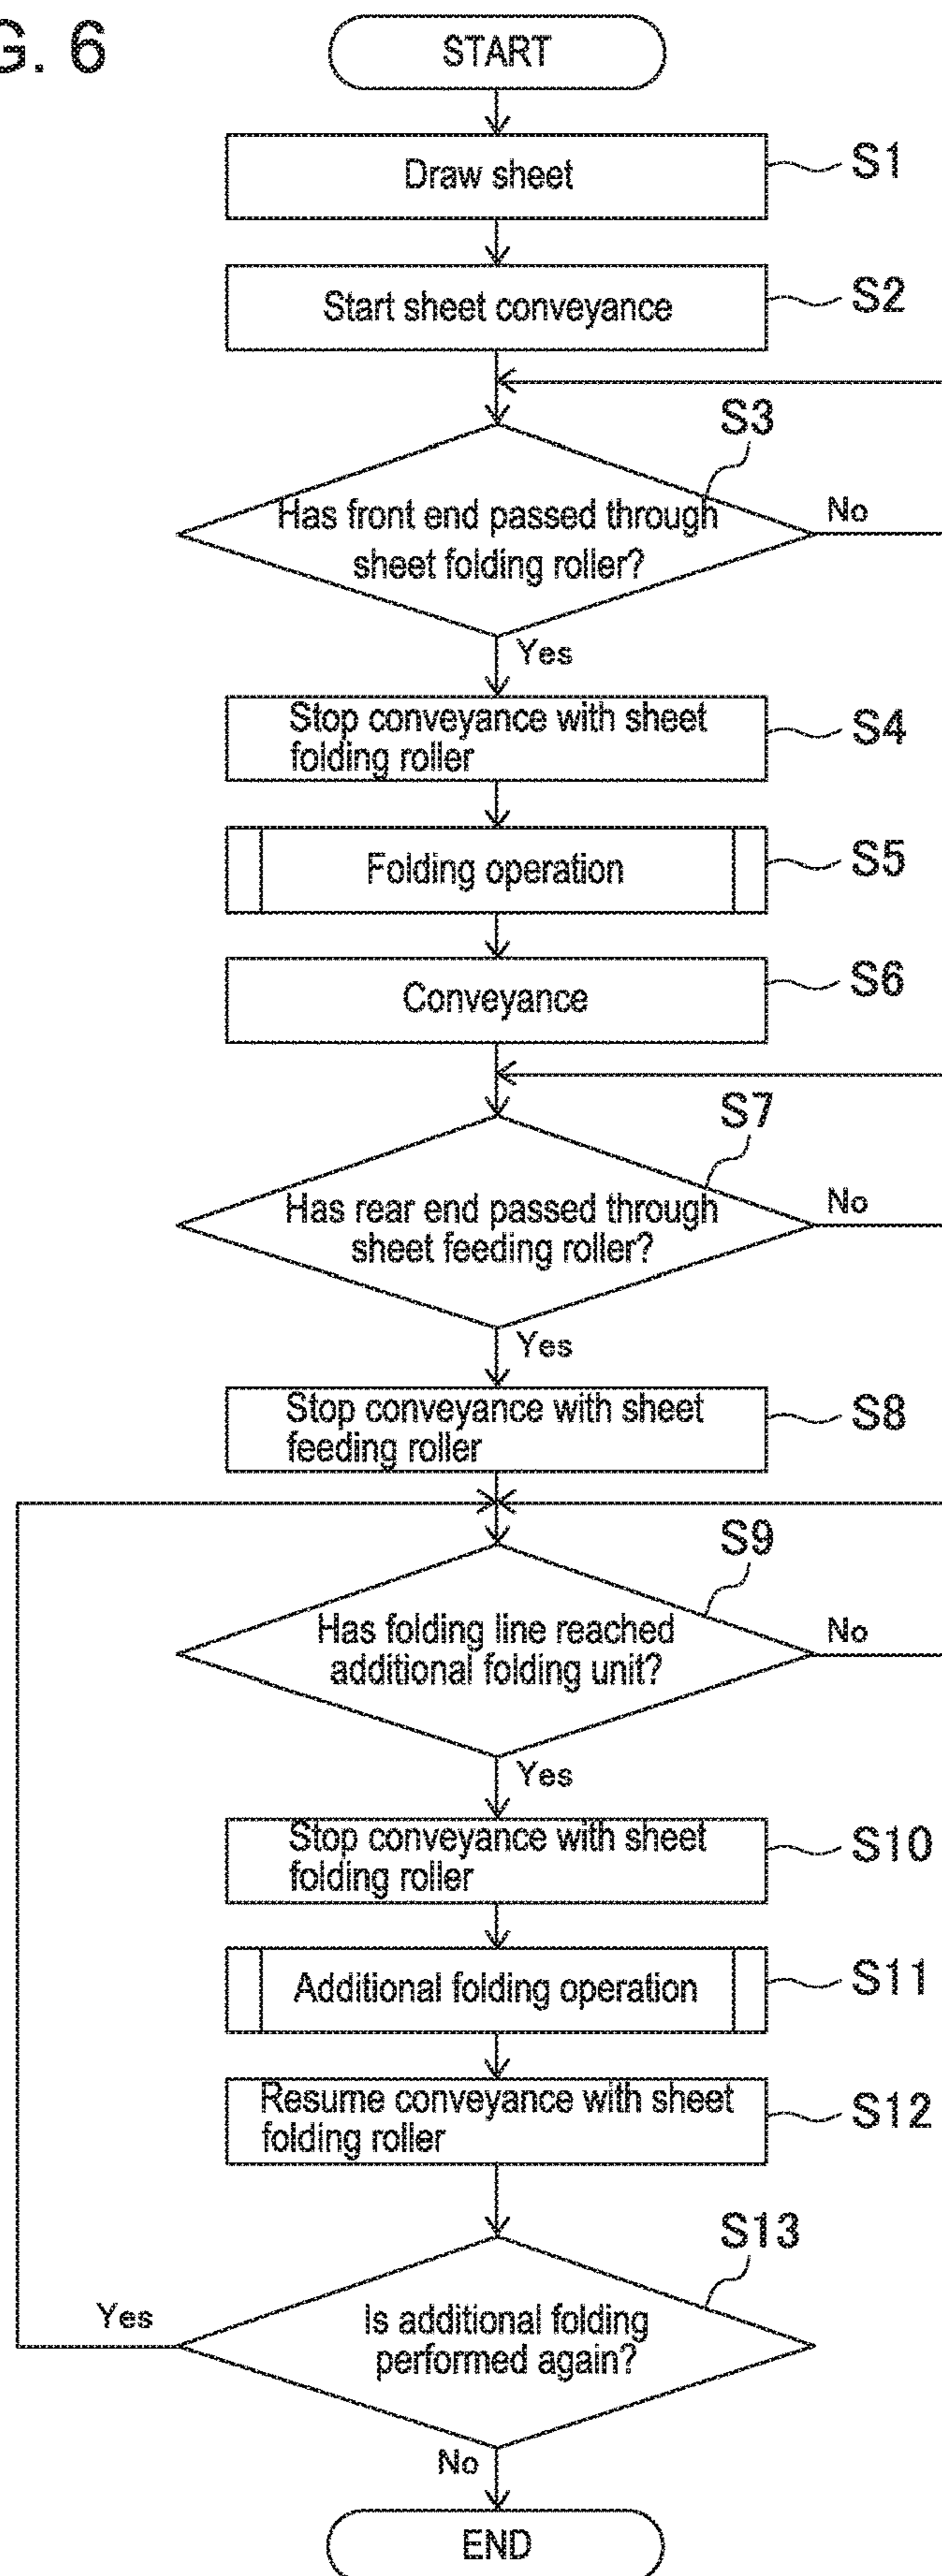 G. 6
START
Draw sheet
S1
Start sheet conveyance
S2
S3
Has front end passed through
sheet folding roller?
No
Yes
Stop conveyance with sheet
folding roller
S4
Folding operation
S5
Conveyance
S6
S7
Has rear end passed through
sheet feeding roller?
No
Yes
Stop conveyance with sheet
feeding roller
S8
S9
Has folding line reached
additional folding unit?
No
Yes
Stop conveyance with sheet
folding roller
S10
Additional folding operation
S11
Resume conveyance with sheet
folding roller
S12
S13
Is additional folding
performed again?
Yes
No
END